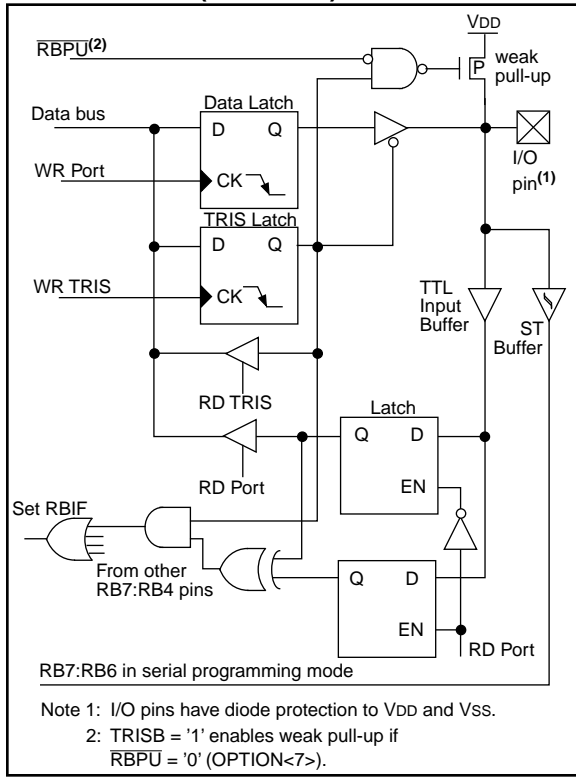 VDD
RBPU(2)
P
weak
pull-up
Data Latch
Data bus
D Q
I/O
pin(1)
WR Port
CK
TRIS Latch
D Q
WR TRIS
CK
TTL
Input
Buffer
ST
Buffer
RD TRIS
Latch
Q D
RD Port
EN
Set RBIF
From other
RB7:RB4 pins
Q D
EN
RD Port
RB7:RB6 in serial programming mode
Note 1: I/O pins have diode protection to VDD and VSS.
2: TRISB = '1' enables weak pull-up if
RBPU = '0' (OPTION<7>).